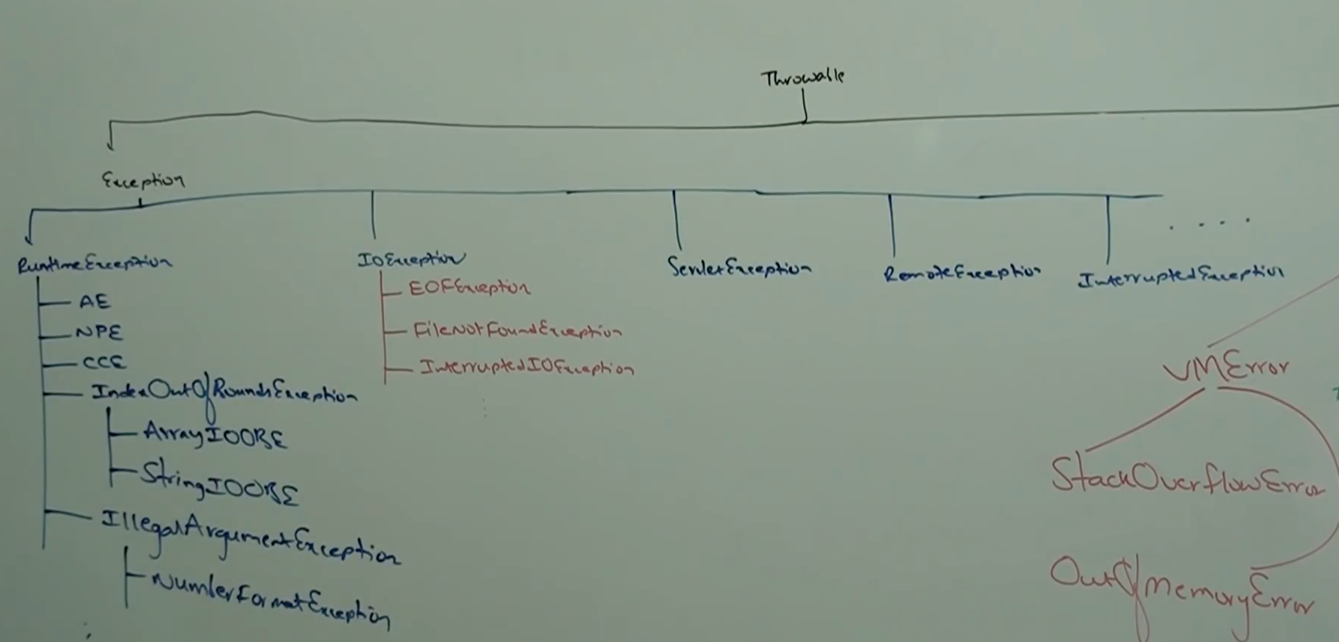 Throwable
Exception
RuntimeException
AE
NPE
CCE
IndexOutOfBoundsException
ArrayIOOBE
StringIOOBE
IllegalArgumentException
NumberFormatException
IOException
EOFException
FileNotFoundException
InterruptedIOException
ServletException
RemoteException
InterruptedException
....
VMError
StackOverflowError
OutOfMemoryError